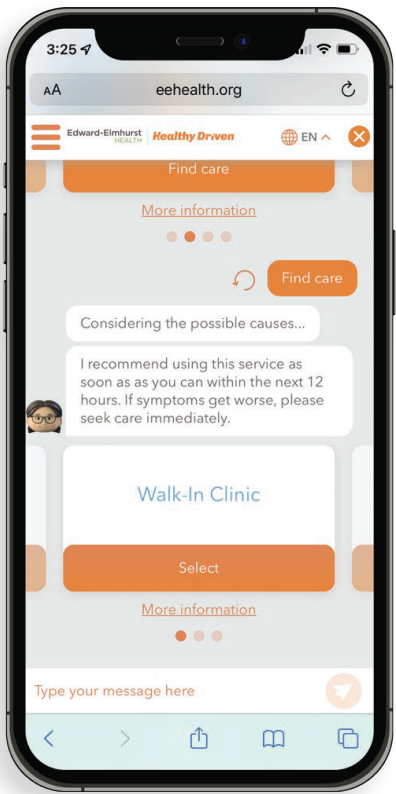 3:25
AA
eehealth.org
Edward-Elmhurst
HEALTH
Healthy Driven
EN
Find care
More information
Find care
Considering the possible causes...
I recommend using this service as
soon as as you can within the next 12
hours. If symptoms get worse, please
seek care immediately.
Walk-In Clinic
Select
More information
Type your message here